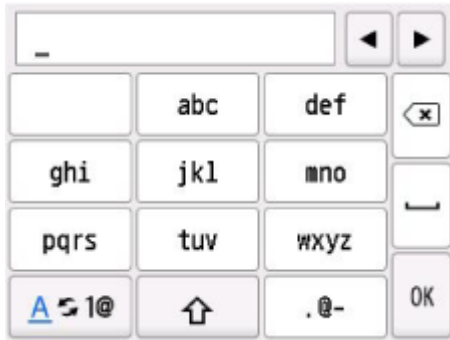 _
abc def
ghi jkl mno
pqrs tuv wxyz
A 1@ .@- OK